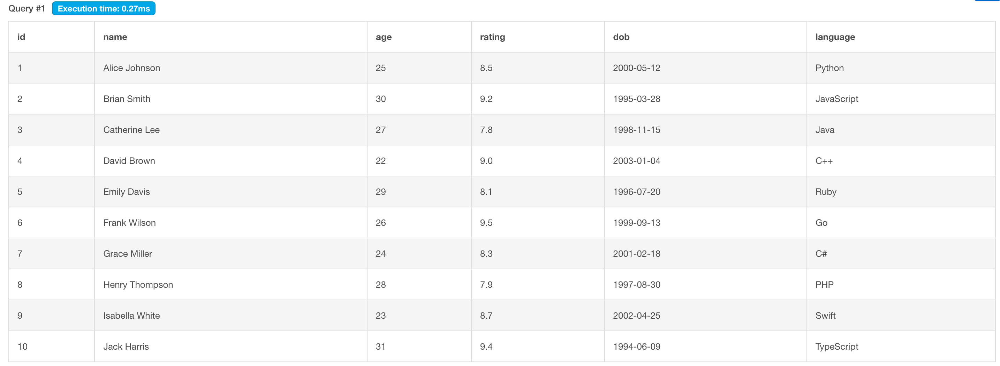 Query #1 Execution time: 0.27ms
id name age rating dob language
1 Alice Johnson 25 8.5 2000-05-12 Python
2 Brian Smith 30 9.2 1995-03-28 JavaScript
3 Catherine Lee 27 7.8 1998-11-15 Java
4 David Brown 22 9.0 2003-01-04 C++
5 Emily Davis 29 8.1 1996-07-20 Ruby
6 Frank Wilson 26 9.5 1999-09-13 Go
7 Grace Miller 24 8.3 2001-02-18 C#
8 Henry Thompson 28 7.9 1997-08-30 PHP
9 Isabella White 23 8.7 2002-04-25 Swift
10 Jack Harris 31 9.4 1994-06-09 TypeScript